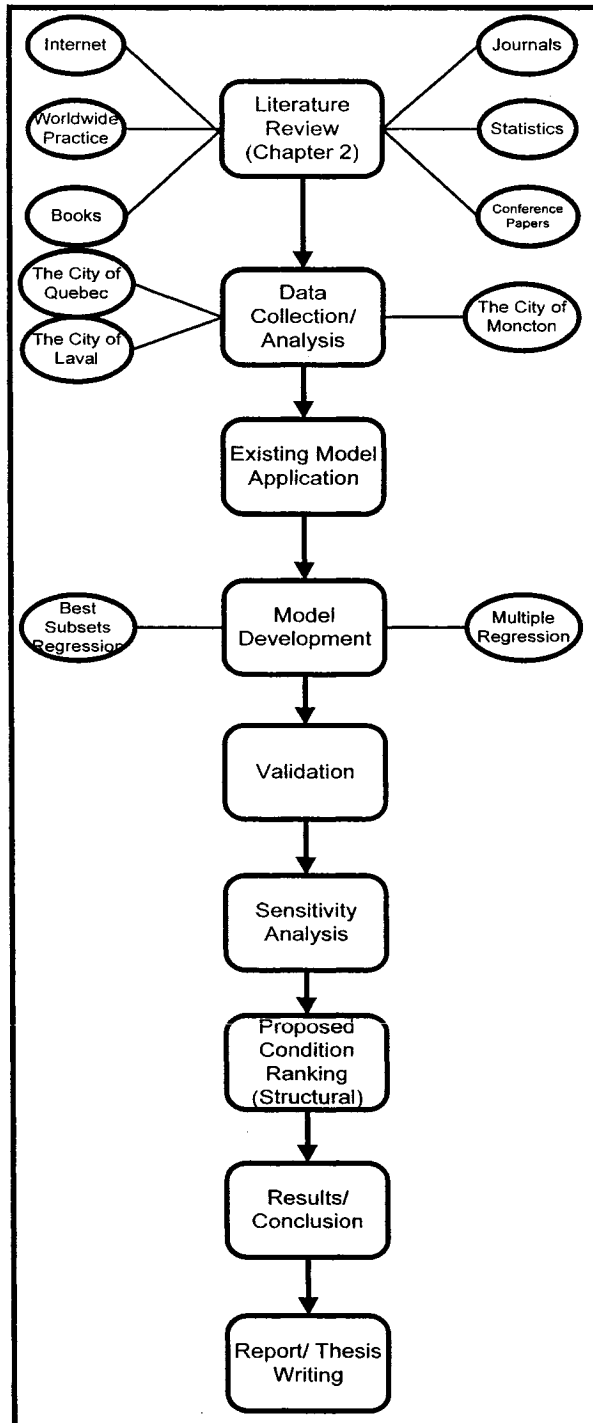 Internet
Journals
Literature
Review
(Chapter 2)
Worldwide
Practice
Statistics
Books
Conference
Papers
The City of
Quebec
The City of
Laval
Data
Collection/
Analysis
The City of
Moncton
Existing Model
Application
Best
Subsets
Regression
Model
Development
Multiple
Regression
Validation
Sensitivity
Analysis
Proposed
Condition
Ranking
(Structural)
Results/
Conclusion
Report/ Thesis
Writing